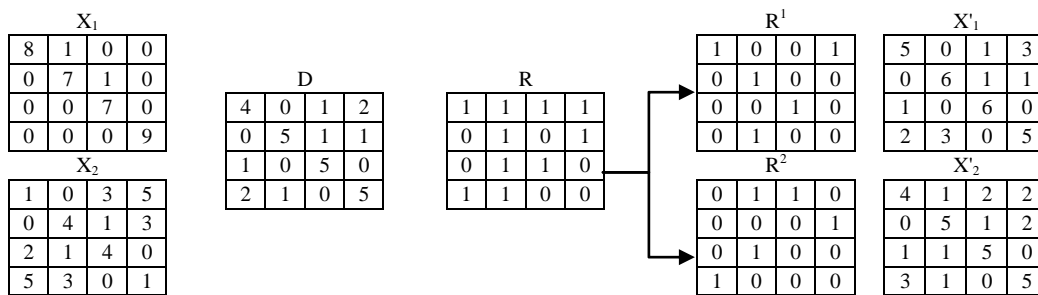 X1
8 1 0 0
0 7 1 0
0 0 7 0
0 0 0 9
X2
1 0 3 5
0 4 1 3
2 1 4 0
5 3 0 1
D
4 0 1 2
0 5 1 1
1 0 5 0
2 1 0 5
R
1 1 1 1
0 1 0 1
0 1 1 0
1 1 0 0
R1
1 0 0 1
0 1 0 0
0 0 1 0
0 1 0 0
R2
0 1 1 0
0 0 0 1
0 1 0 0
1 0 0 0
X'1
5 0 1 3
0 6 1 1
1 0 6 0
2 3 0 5
X'2
4 1 2 2
0 5 1 2
1 1 5 0
3 1 0 5